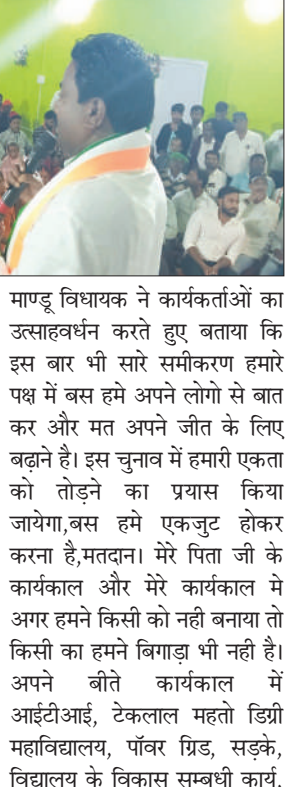 माण्डू विधायक ने कार्यकर्ताओं का
उत्साहवर्धन करते हुए बताया कि
इस बार भी सारे समीकरण हमारे
पक्ष में बस हमे अपने लोगो से बात
कर और मत अपने जीत के लिए
बढ़ाने है। इस चुनाव में हमारी एकता
को तोड़ने का प्रयास किया
जायेगा,बस हमे एकजुट होकर
करना है,मतदान। मेरे पिता जी के
कार्यकाल और मेरे कार्यकाल मे
अगर हमने किसी को नही बनाया तो
किसी का हमने बिगाड़ा भी नही है।
अपने बीते कार्यकाल में
आईटीआई, टेकलाल महतो डिग्री
महाविद्यालय, पॉवर ग्रिड, सड़के,
विद्यालय के विकास सम्बधी कार्य,